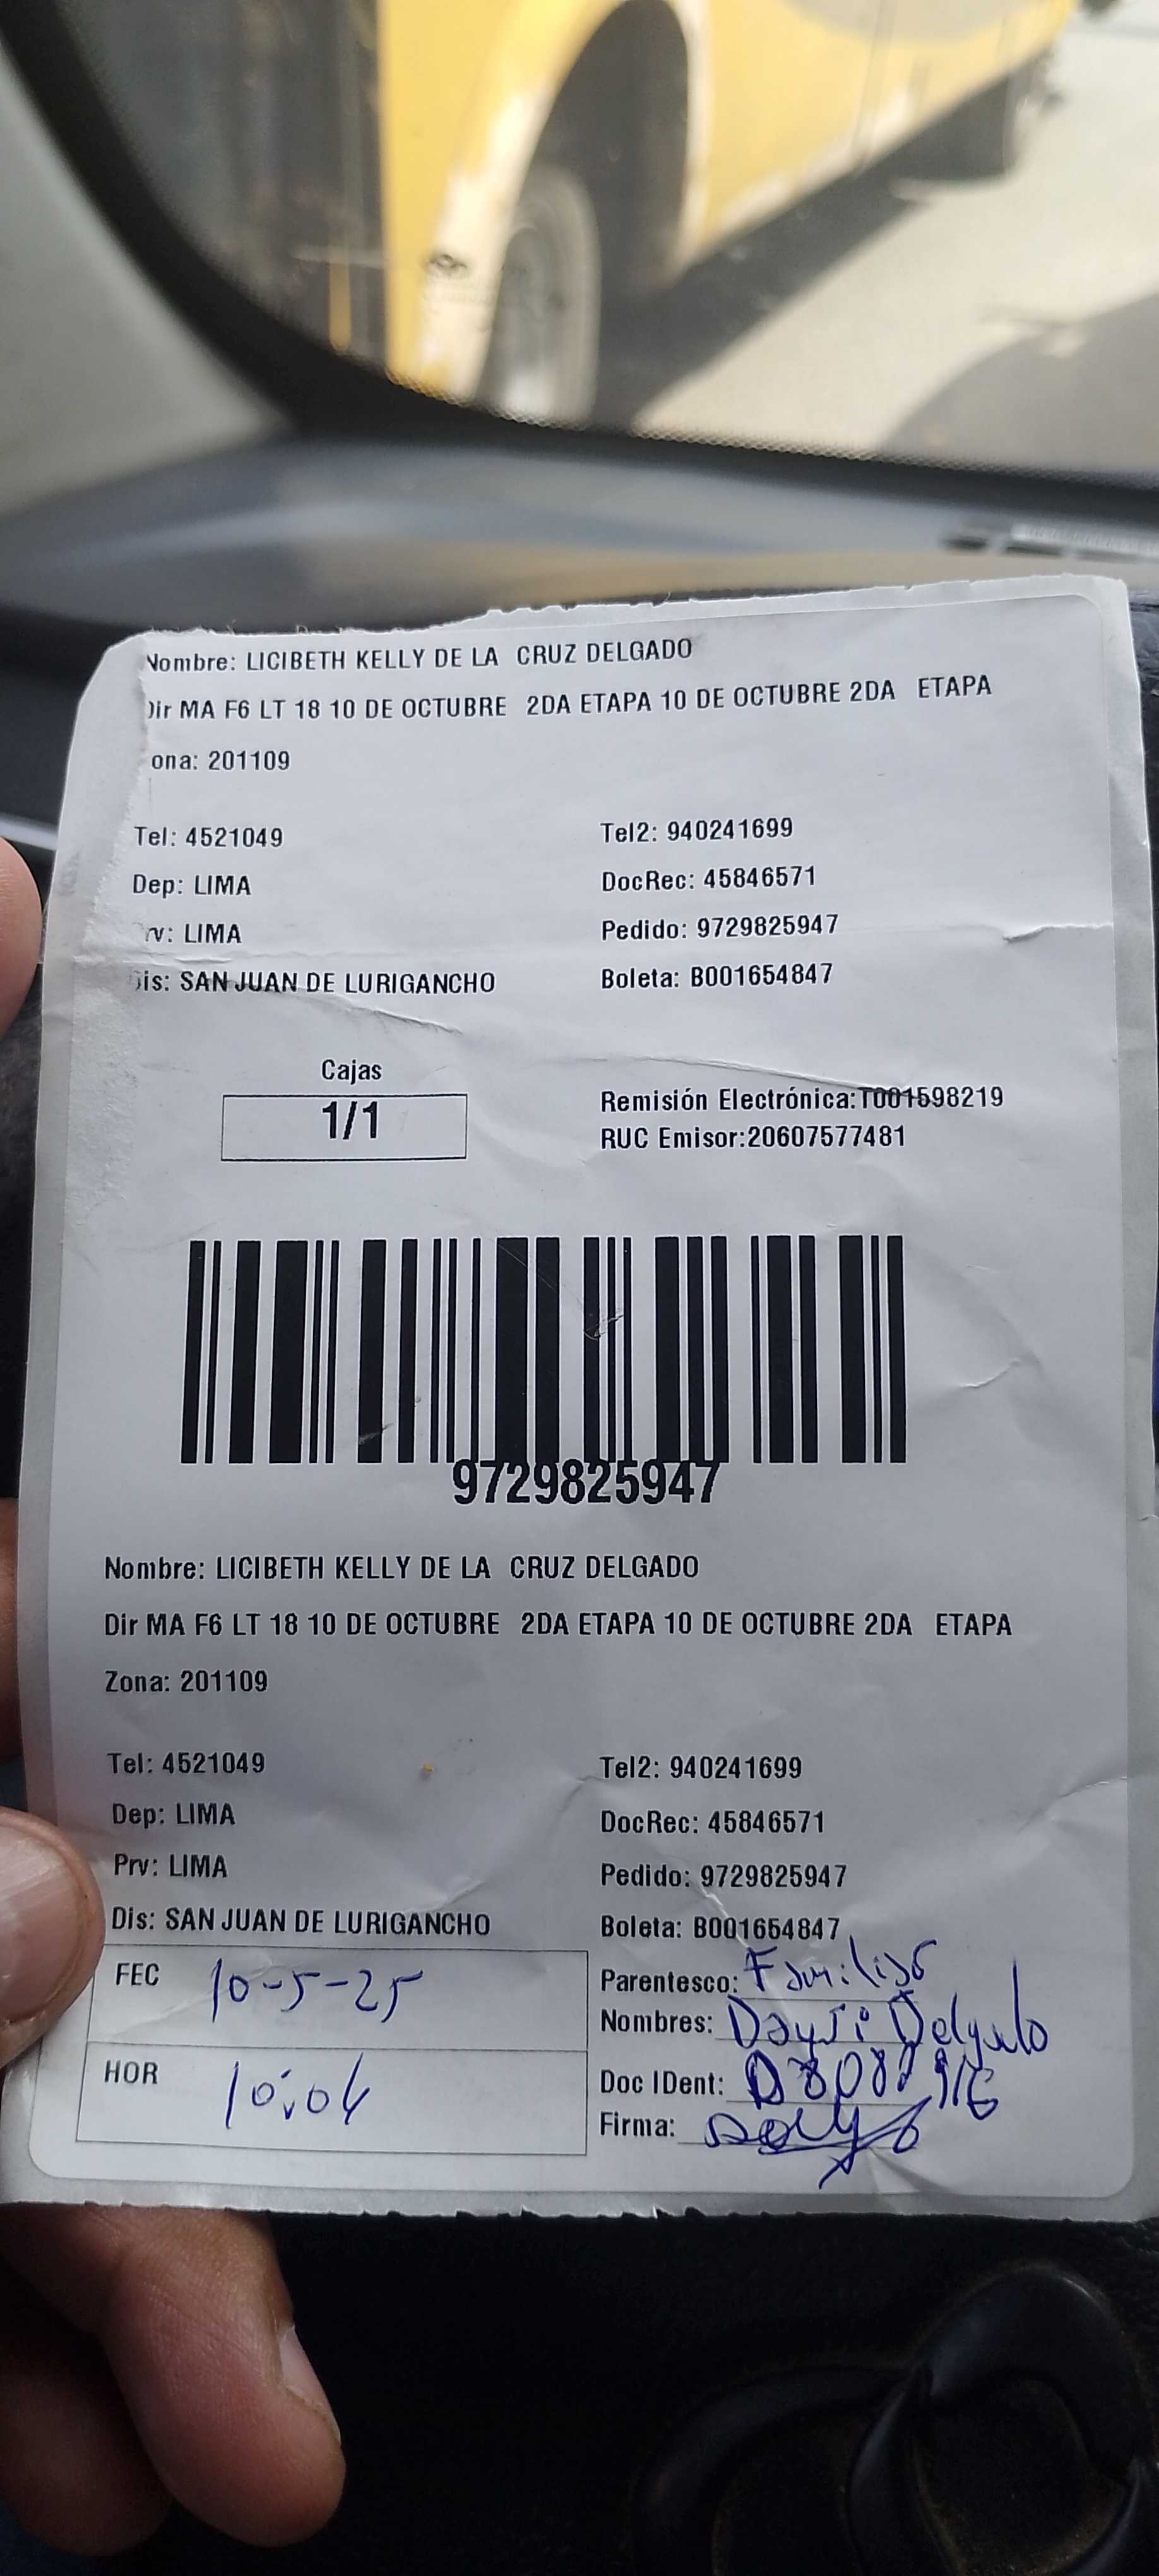 Nombre: LICIBETH KELLY DE LA CRUZ DELGADO
Dir MA F6 LT 18 10 DE OCTUBRE 2DA ETAPA 10 DE OCTUBRE 2DA ETAPA
ona: 201109
Tel: 4521049 Tel2: 940241699
Dep: LIMA DocRec: 45846571
rv: LIMA Pedido: 9729825947
Dis: SAN JUAN DE LURIGANCHO Boleta: B001654847
Cajas
1/1
Remisión Electrónica:T001598219
RUC Emisor:20607577481
9729825947
Nombre: LICIBETH KELLY DE LA CRUZ DELGADO
Dir MA F6 LT 18 10 DE OCTUBRE 2DA ETAPA 10 DE OCTUBRE 2DA ETAPA
Zona: 201109
Tel: 4521049 Tel2: 940241699
Dep: LIMA DocRec: 45846571
Prv: LIMA Pedido: 9729825947
Dis: SAN JUAN DE LURIGANCHO Boleta: B001654847
FEC 10-5-25 Parentesco: Familiar
Nombres: Delgado
HOR 10:04 Doc IDent:
Firma: